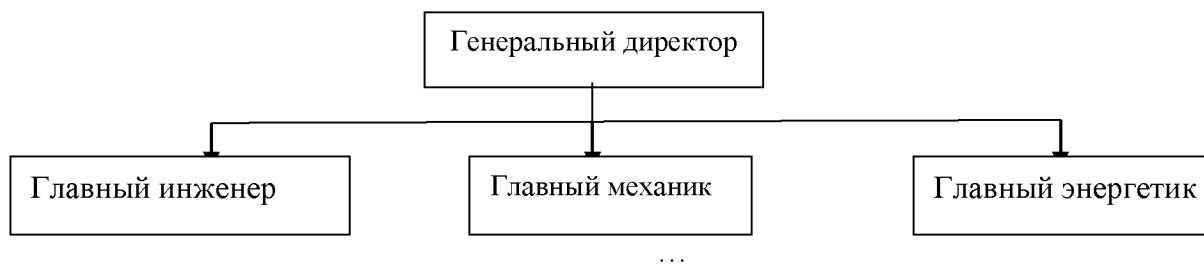 Генеральный директор
Главный инженер
Главный механик
Главный энергетик
...